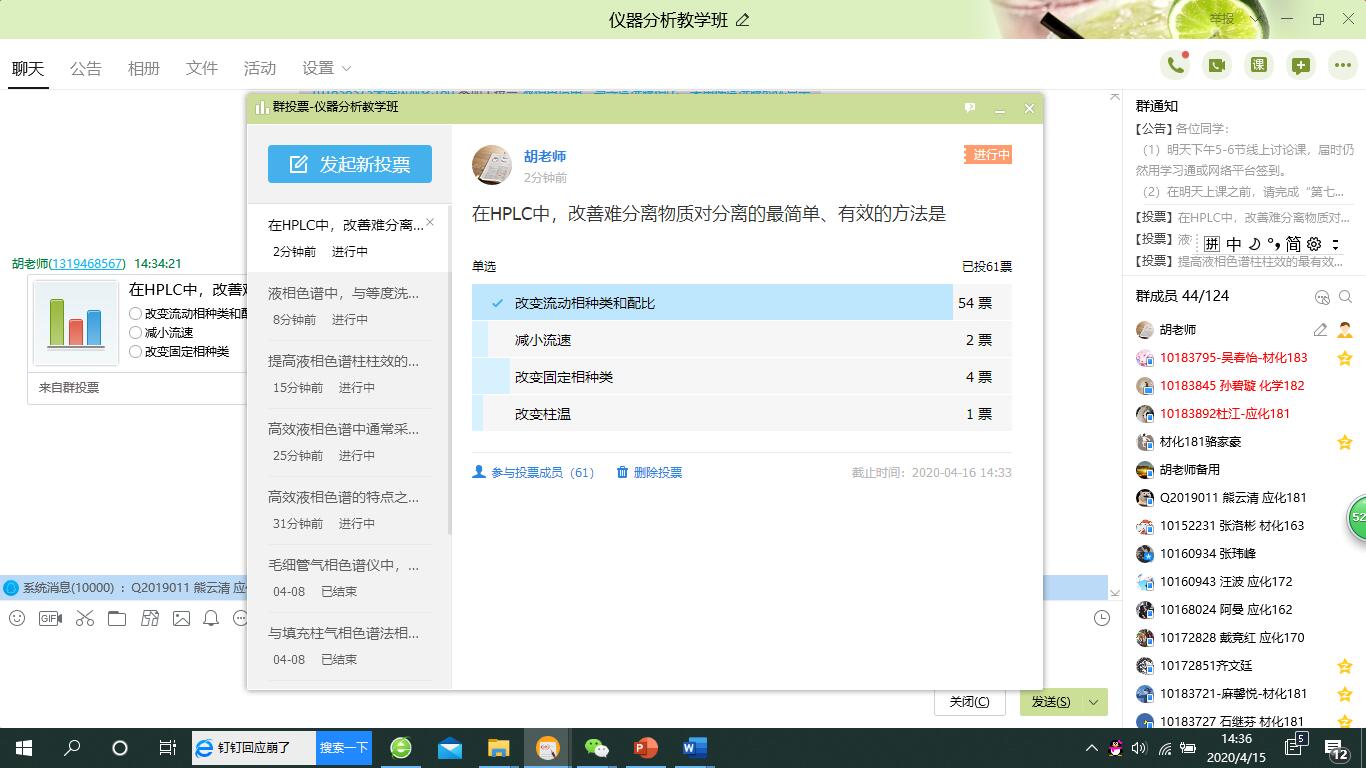 仪器分析教学班
举报
聊天
公告
相册
文件
活动
设置
群投票-仪器分析教学班
发起新投票
在HPLC中，改善难分离...
2分钟前 进行中
液相色谱中，与等度洗...
8分钟前 进行中
提高液相色谱柱柱效的...
15分钟前 进行中
高效液相色谱中通常采...
25分钟前 进行中
高效液相色谱的特点之...
31分钟前 进行中
毛细管气相色谱仪中，...
04-08 已结束
与填充柱气相色谱法相...
04-08 已结束
胡老师
2分钟前
进行中
在HPLC中，改善难分离物质对分离的最简单、有效的方法是
单选 已投61票
改变流动相种类和配比 54 票
减小流速 2 票
改变固定相种类 4 票
改变柱温 1 票
参与投票成员（61） 删除投票 截止时间：2020-04-16 14:33
胡老师(1319468567) 14:34:21
在HPLC中，改善难
改变流动相种类和配
减小流速
改变固定相种类
来自群投票
系统消息(10000) ： Q2019011 熊云清 应
GIF
关闭(C)
发送(S)
课
群通知
【公告】各位同学：
（1）明天下午5-6节线上讨论课，届时仍
然用学习通或网络平台签到。
（2）在明天上课之前，请完成“第七...
【投票】在HPLC中，改善难分离物质对...
【投票】液
拼 中 简
【投票】提高液相色谱柱柱效的最有效...
群成员 44/124
胡老师
10183795-吴春怡-材化183
10183845 孙碧璇 化学182
10183892杜江-应化181
材化181骆家豪
胡老师备用
Q2019011 熊云清 应化181
10152231 张洛彬 材化163
10160934 张玮峰
10160943 汪波 应化172
10168024 阿曼 应化162
10172828 戴竞红 应化170
10172851齐文廷
10183721-麻馨悦-材化181
10183727 石继芬 材化181
52
钉钉回应崩了
搜索一下
14:36
2020/4/15
5
12